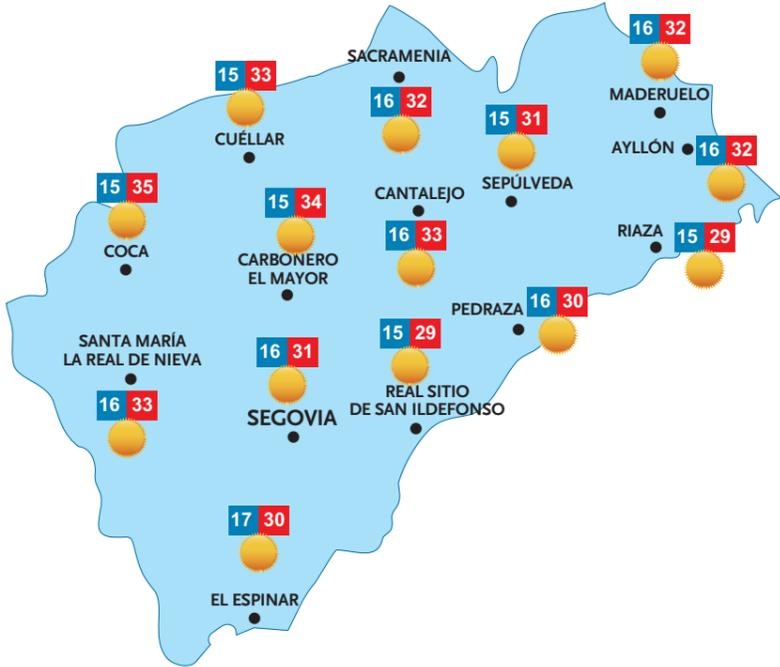 16 32
MADERUELO
SACRAMENIA
16 32
15 33
CUÉLLAR
15 31
SEPÚLVEDA
AYLLÓN
16 32
15 35
COCA
15 34
CARBONERO
EL MAYOR
CANTALEJO
16 33
RIAZA
15 29
PEDRAZA
16 30
SANTA MARÍA
LA REAL DE NIEVA
16 33
16 31
SEGOVIA
15 29
REAL SITIO
DE SAN ILDEFONSO
17 30
EL ESPINAR